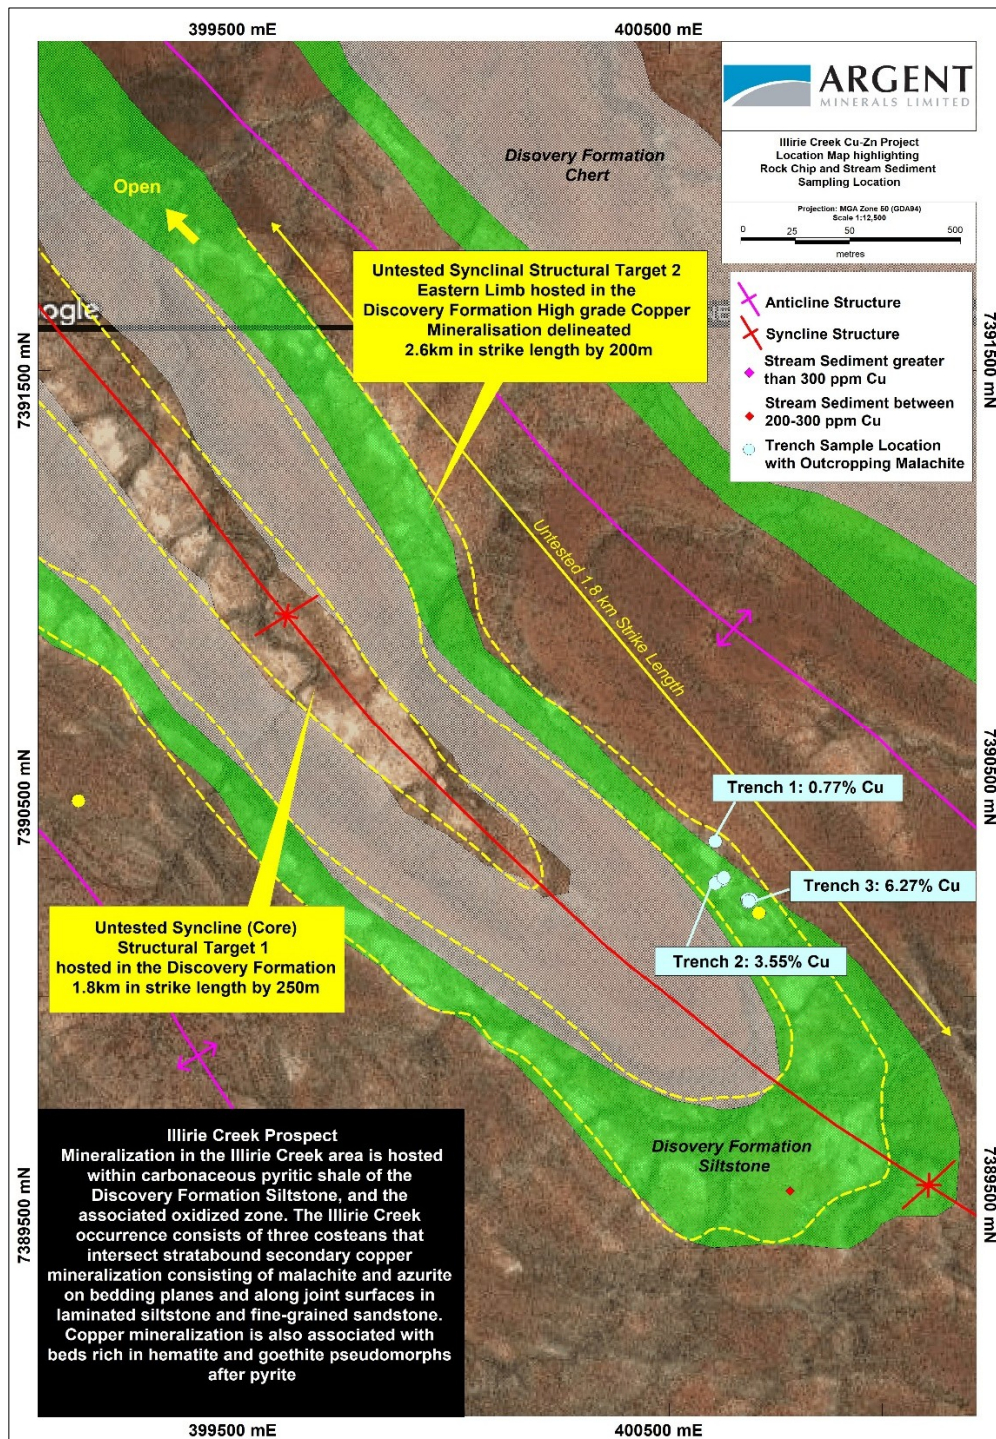 399500 mE
400500 mE
ARGENT
MINERALS LIMITED
Illirie Creek Cu-Zn Project
Location Map highlighting
Rock Chip and Stream Sediment
Sampling Location
Projection: MGA Zone 50 (GDA94)
Scale 1:12,500
0 25 50 500
metres
Anticline Structure
Syncline Structure
Stream Sediment greater
than 300 ppm Cu
Stream Sediment between
200-300 ppm Cu
Trench Sample Location
with Outcropping Malachite
Disovery Formation
Chert
Open
Untested Synclinal Structural Target 2
Eastern Limb hosted in the
Discovery Formation High grade Copper
Mineralisation delineated
2.6km in strike length by 200m
ogle
7391500 mN
7391500 mN
Untested 1.8 km Strike Length
7390500 mN
7390500 mN
Trench 1: 0.77% Cu
Trench 3: 6.27% Cu
Trench 2: 3.55% Cu
Untested Syncline (Core)
Structural Target 1
hosted in the Discovery Formation
1.8km in strike length by 250m
Disovery Formation
Siltstone
7389500 mN
7389500 mN
Illirie Creek Prospect
Mineralization in the Illirie Creek area is hosted
within carbonaceous pyritic shale of the
Discovery Formation Siltstone, and the
associated oxidized zone. The Illirie Creek
occurrence consists of three costeans that
intersect stratabound secondary copper
mineralization consisting of malachite and azurite
on bedding planes and along joint surfaces in
laminated siltstone and fine-grained sandstone.
Copper mineralization is also associated with
beds rich in hematite and goethite pseudomorphs
after pyrite
399500 mE
400500 mE